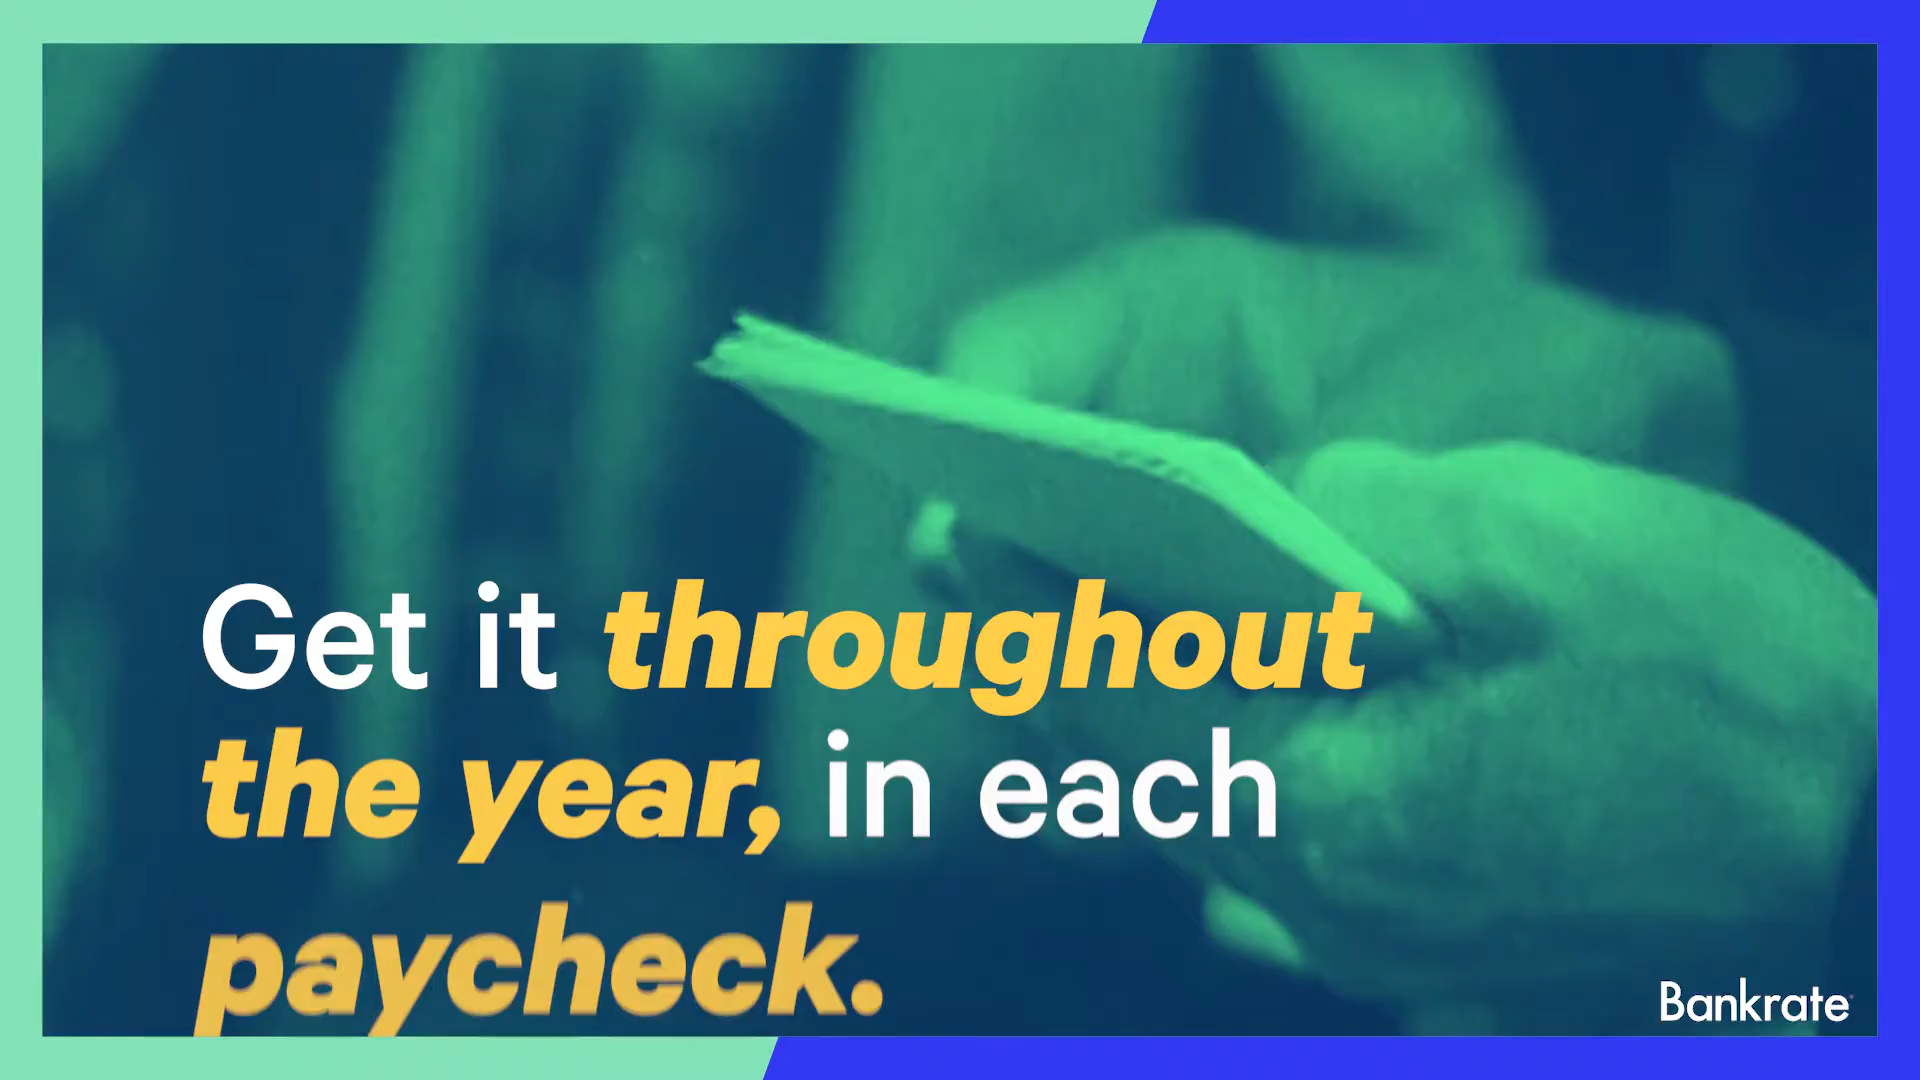 Get it throughout
the year, in each
paycheck.
Bankrate